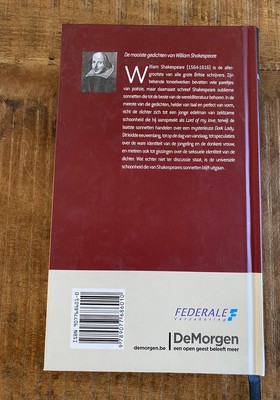 De mooiste gedichten van William Shakespeare
William Shakespeare (1564-1616) is de aller-
grootste van alle grote Britse schrijvers. Zijn
bekende toneelwerken bevatten vele pareltjes
van poëzie, maar daarnaast schreef Shakespeare sublieme
sonnetten die tot de beste van de wereldliteratuur behoren. In de
meeste van die gedichten, helder van taal en perfect van vorm,
richt de dichter zich tot een jongeman van zeldzame
schoonheid die hij aanspreekt als Lord of my love, terwijl de
laatste sonnetten handelen over een mysterieuze Dark Lady.
Dit leidde eeuwenlang, tot op de dag van vandaag, tot speculaties
over de ware identiteit van de jongeling en de donkere vrouw,
en meteen ook tot gissingen over de seksuele identiteit van de
dichter. Wat echter niet ter discussie staat, is de universele
schoonheid die van Shakespeares sonnetten blijft uitgaan.
FEDERALE
verzekering
demorgen.be
DeMorgen
een open geest beleeft meer